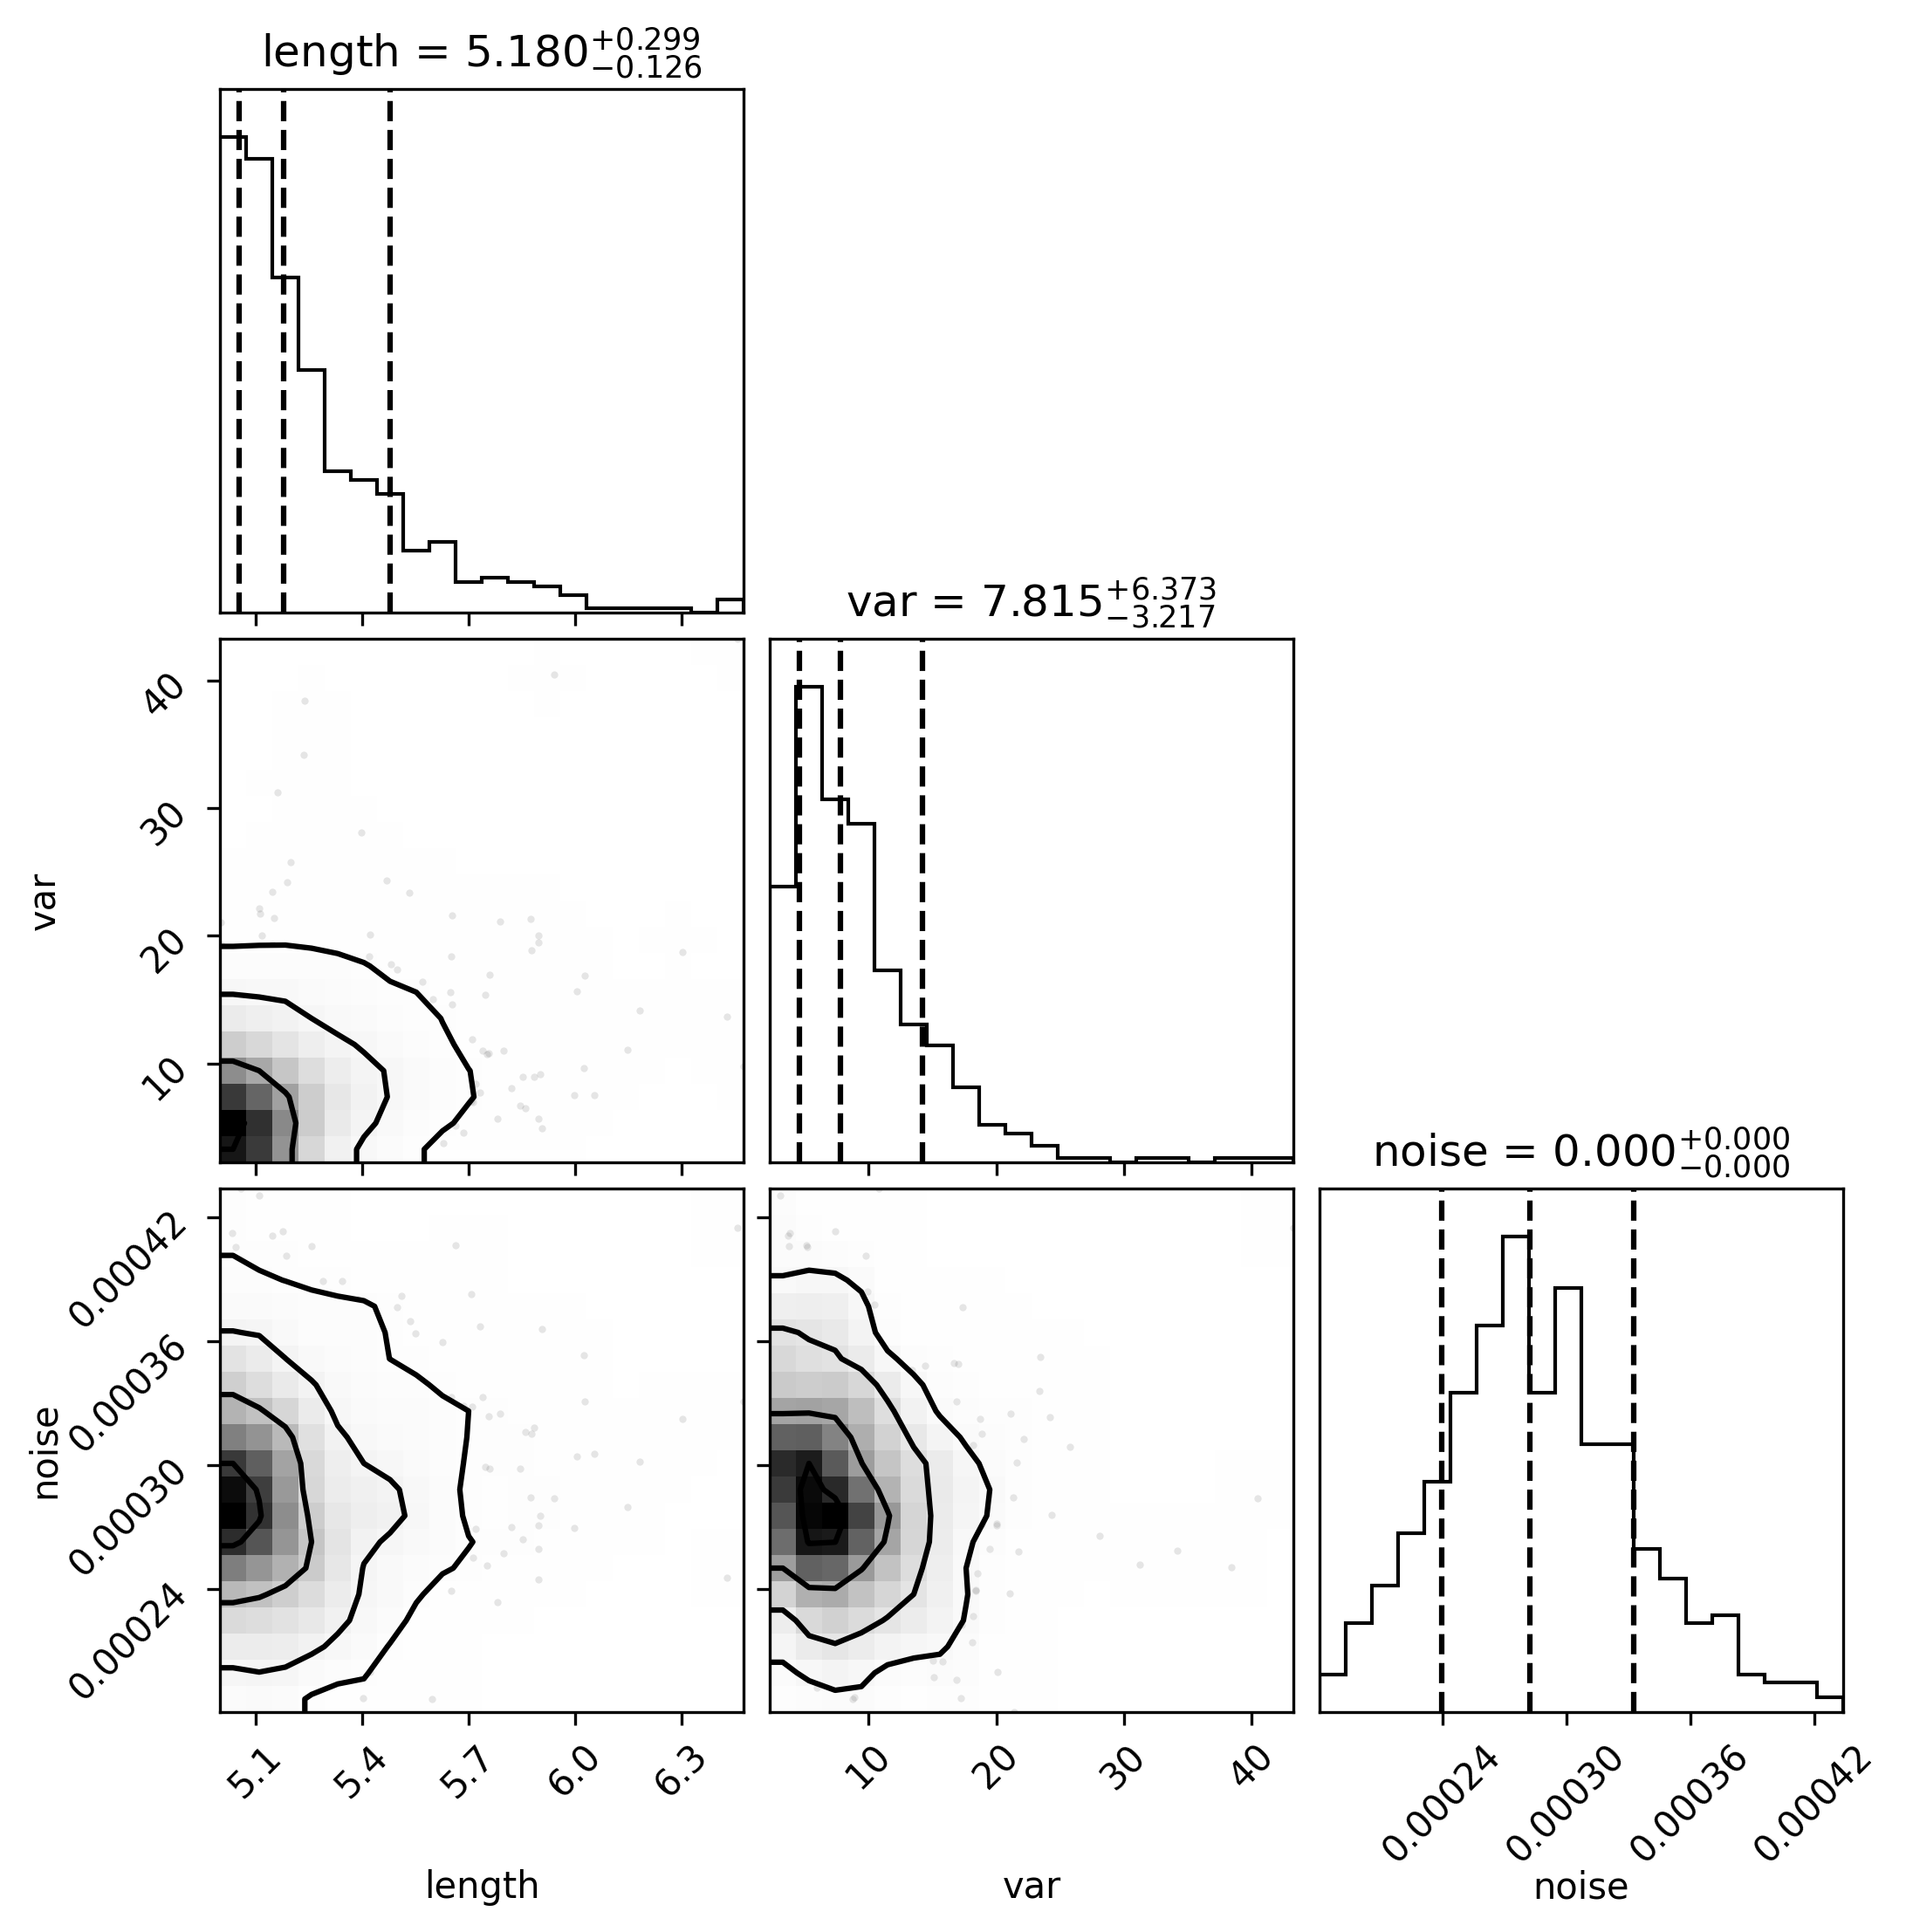 length = 5.180+0.299−0.126
var = 7.815+6.373−3.217
40
30
20
10
var
noise = 0.000+0.000−0.000
0.00042
0.00036
0.00030
0.00024
noise
5.1 5.4 5.7 6.0 6.3
10 20 30 40
0.00024 0.00030 0.00036 0.00042
length var noise